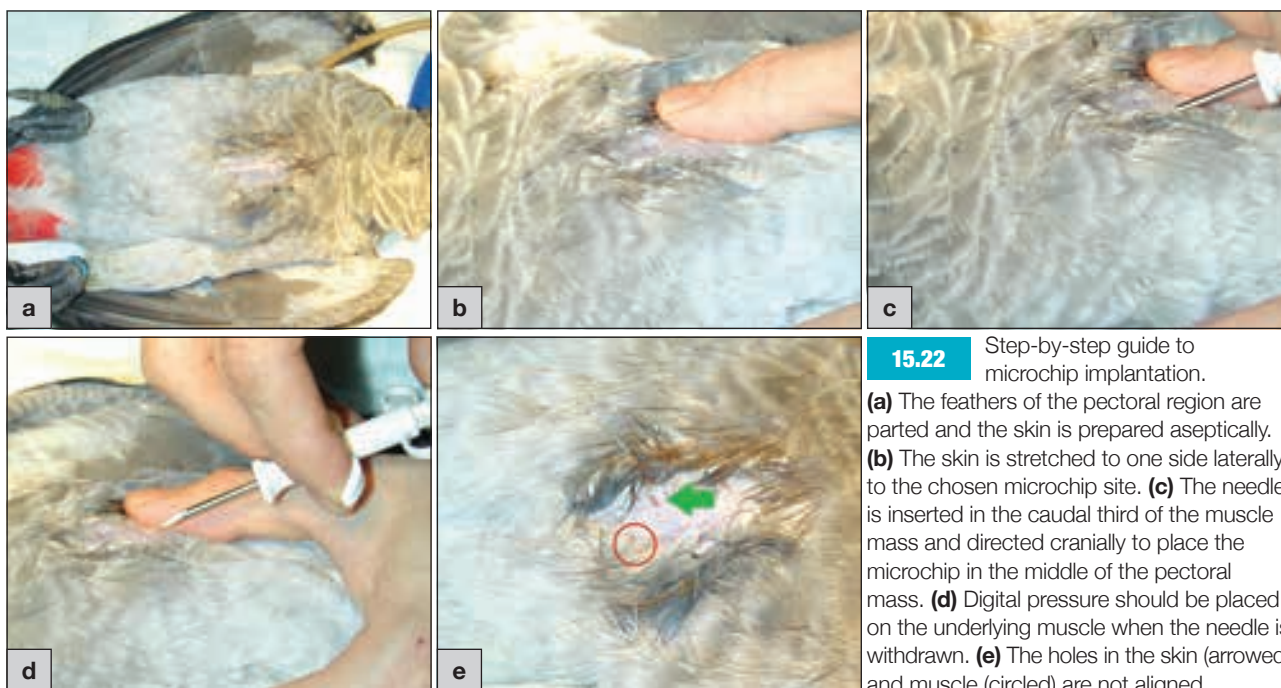 a
b
c
d
e
15.22 Step-by-step guide to
microchip implantation.
(a) The feathers of the pectoral region are
parted and the skin is prepared aseptically.
(b) The skin is stretched to one side laterally
to the chosen microchip site. (c) The needle
is inserted in the caudal third of the muscle
mass and directed cranially to place the
microchip in the middle of the pectoral
mass. (d) Digital pressure should be placed
on the underlying muscle when the needle is
withdrawn. (e) The holes in the skin (arrowed
and muscle (circled) are not aligned